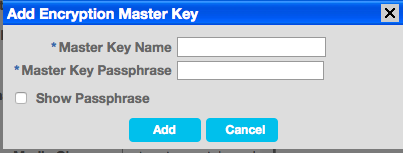 Add Encryption Master Key
* Master Key Name
* Master Key Passphrase
Show Passphrase
Add Cancel